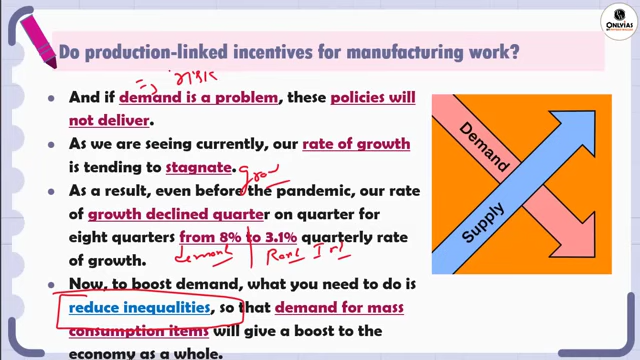 ONLYIAS
Do production-linked incentives for manufacturing work?
=> risk
And if demand is a problem, these policies will
not deliver.
As we are seeing currently, our rate of growth
is tending to stagnate.
As a result, even before the pandemic, our rate
of growth declined quarter on quarter for
eight quarters from 8% to 3.1% quarterly rate
of growth.
demand
Now, to boost demand, what you need to do is
reduce inequalities, so that demand for mass
consumption items will give a boost to the
economy as a whole.
Demand
Supply